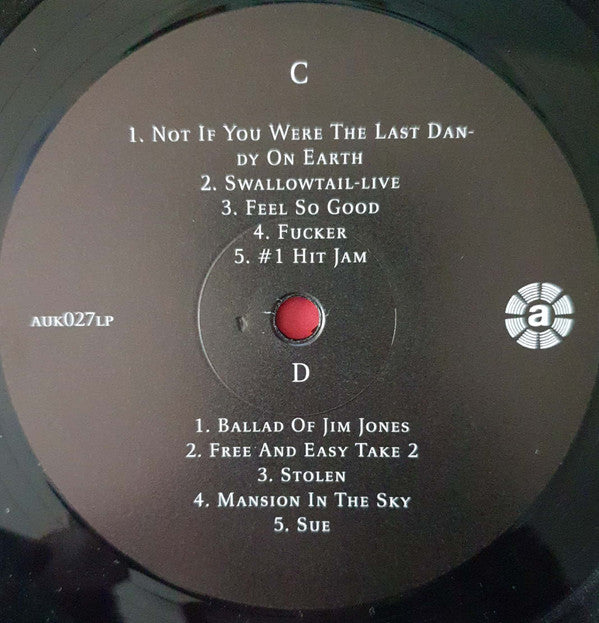 C
1. Not If You Were The Last Dan-
dy On Earth
2. Swallowtail-live
3. Feel So Good
4. Fucker
5. #1 Hit Jam
AUK027LP
a
D
1. Ballad Of Jim Jones
2. Free And Easy Take 2
3. Stolen
4. Mansion In The Sky
5. Sue